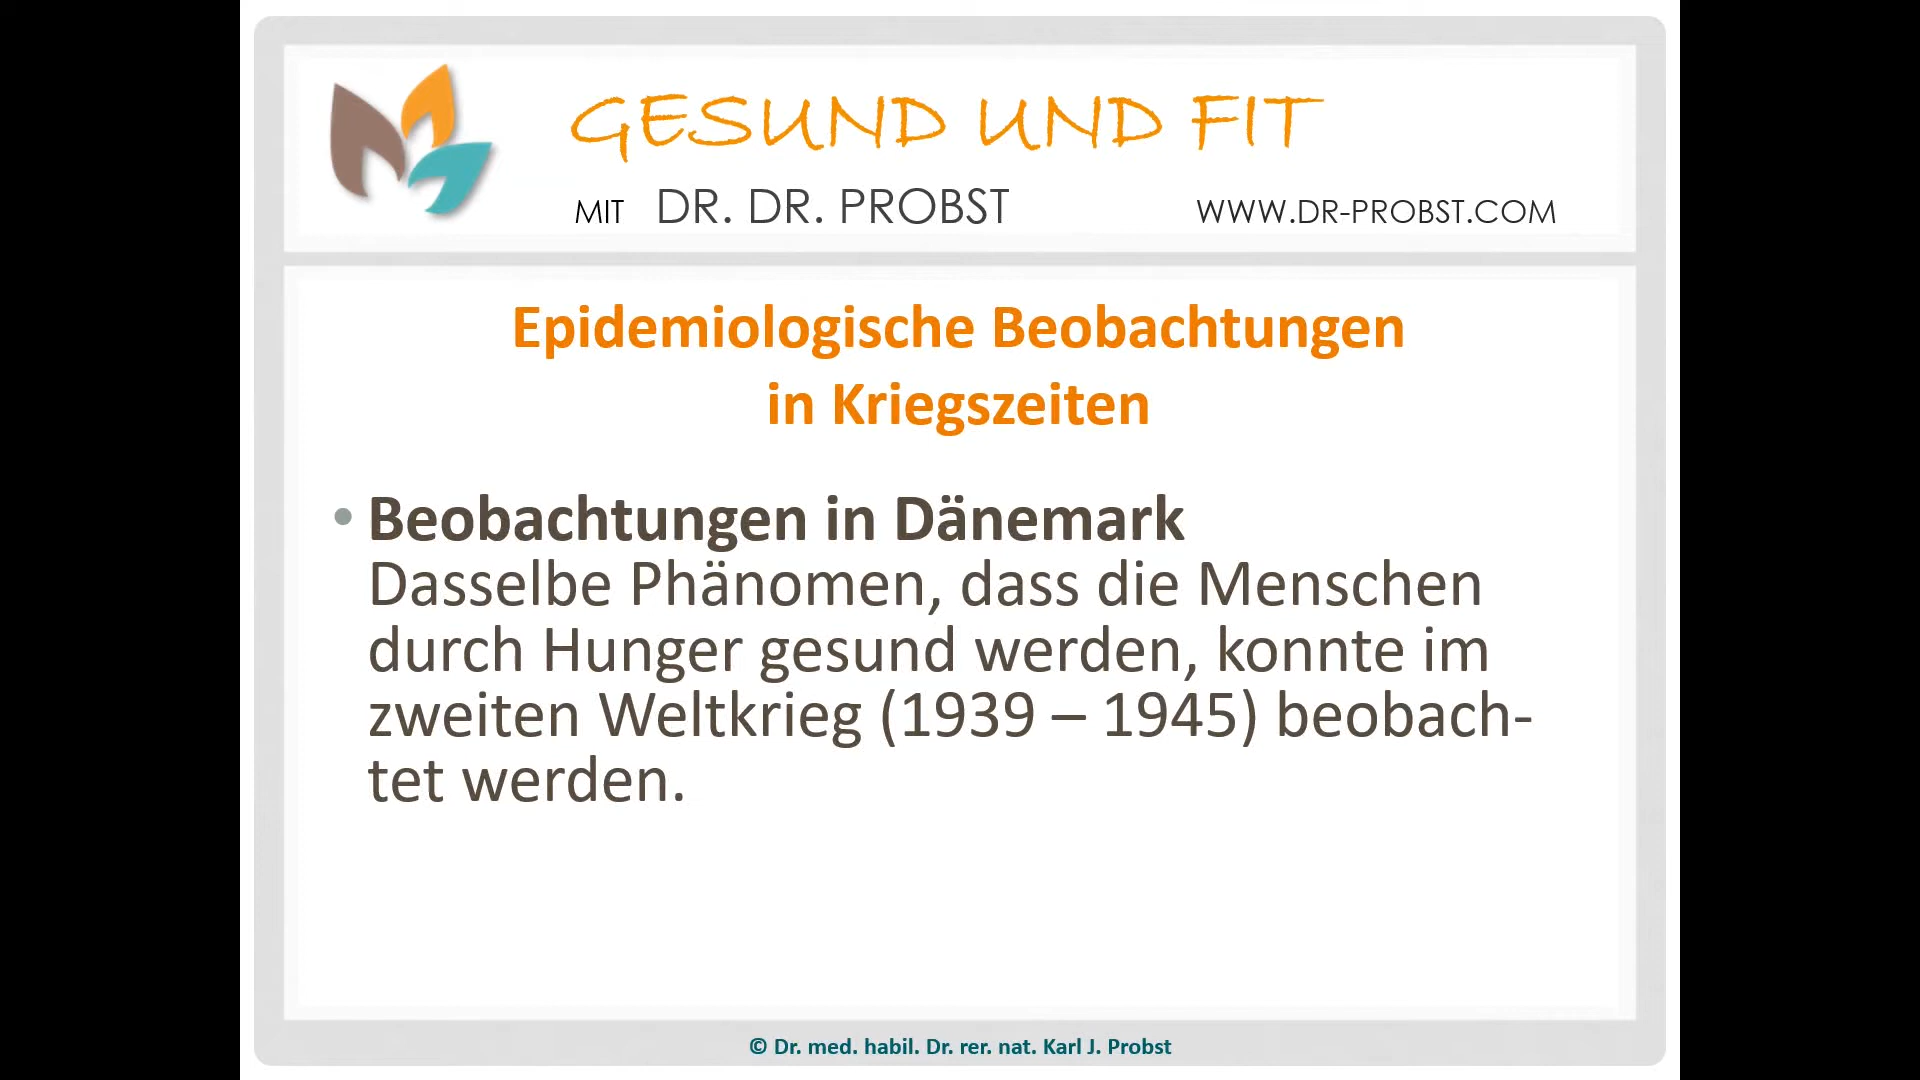 GESUND UND FIT
MIT DR. DR. PROBST WWW.DR-PROBST.COM
Epidemiologische Beobachtungen
in Kriegszeiten
• Beobachtungen in Dänemark
Dasselbe Phänomen, dass die Menschen
durch Hunger gesund werden, konnte im
zweiten Weltkrieg (1939 – 1945) beobach-
tet werden.
© Dr. med. habil. Dr. rer. nat. Karl J. Probst